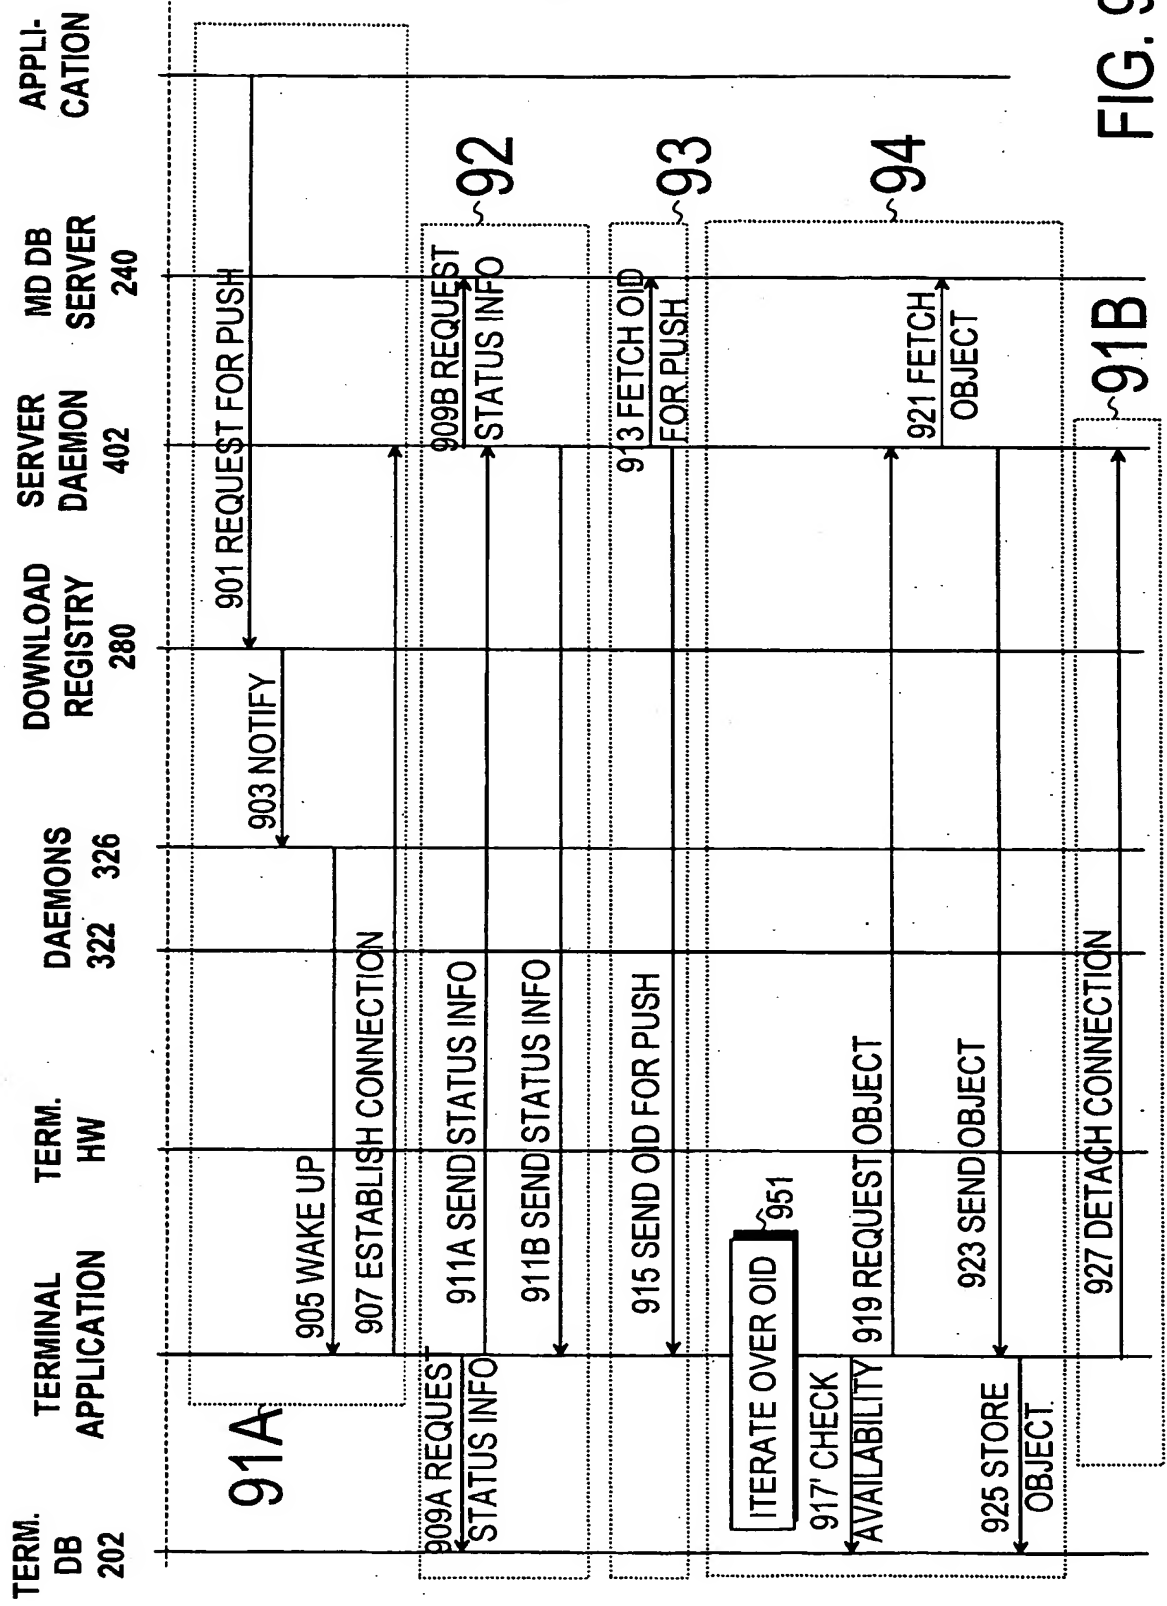 TERM.
DB
202
TERMINAL
APPLICATION
TERM.
HW
DAEMONS
322 326
DOWNLOAD
REGISTRY
280
SERVER
DAEMON
402
MD DB
SERVER
240
APPLI-
CATION
91A
901 REQUEST FOR PUSH
903 NOTIFY
905 WAKE UP
907 ESTABLISH CONNECTION
92
909A REQUEST
STATUS INFO
909B REQUEST
STATUS INFO
911A SEND STATUS INFO
911B SEND STATUS INFO
93
913 FETCH OID
FOR PUSH
915 SEND OID FOR PUSH
94
ITERATE OVER OID
951
917' CHECK
AVAILABILITY
919 REQUEST OBJECT
921 FETCH
OBJECT
923 SEND OBJECT
925 STORE
OBJECT.
91B
927 DETACH CONNECTION
FIG. 9